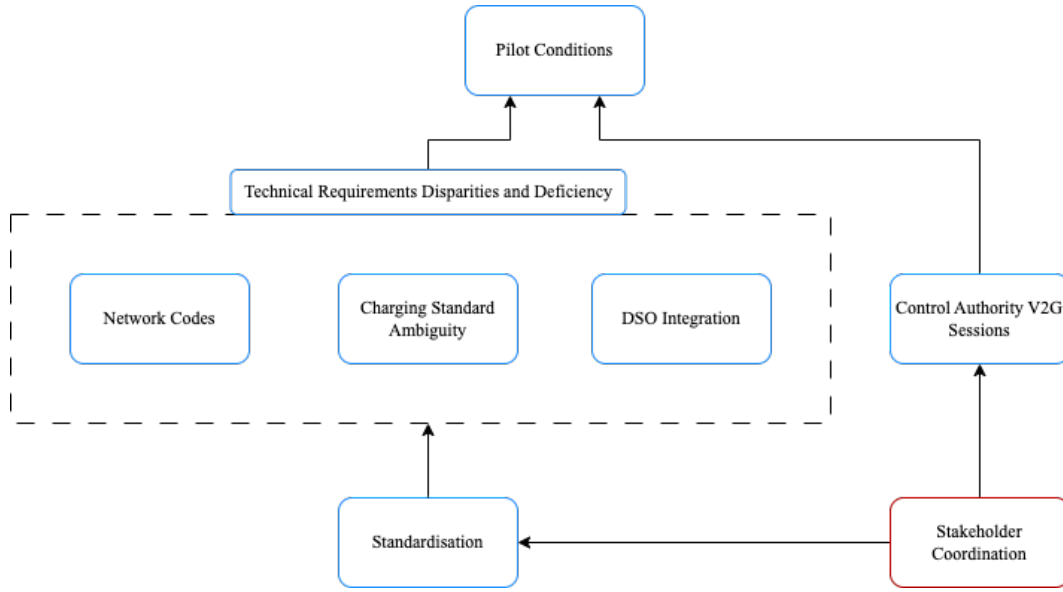 Pilot Conditions
Technical Requirements Disparities and Deficiency
Network Codes
Charging Standard
Ambiguity
DSO Integration
Control Authority V2G
Sessions
Standardisation
Stakeholder
Coordination